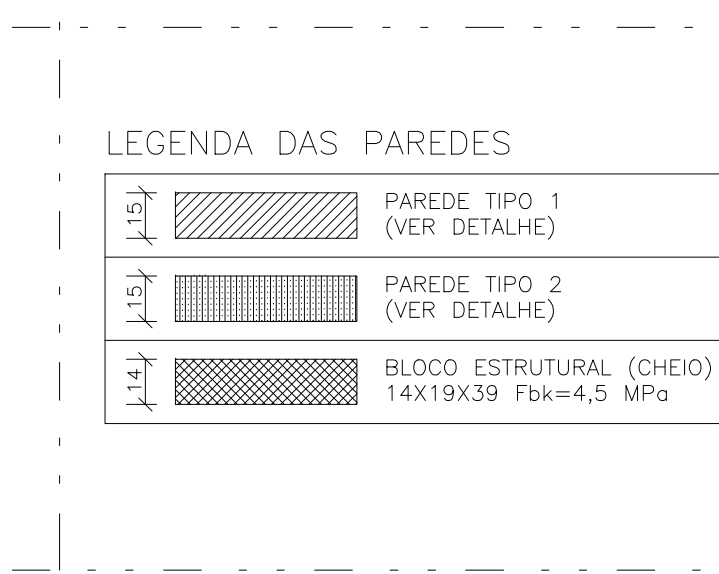 LEGENDA DAS PAREDES
15
PAREDE TIPO 1
(VER DETALHE)
15
PAREDE TIPO 2
(VER DETALHE)
14
BLOCO ESTRUTURAL (CHEIO)
14X19X39 Fbk=4,5 MPa